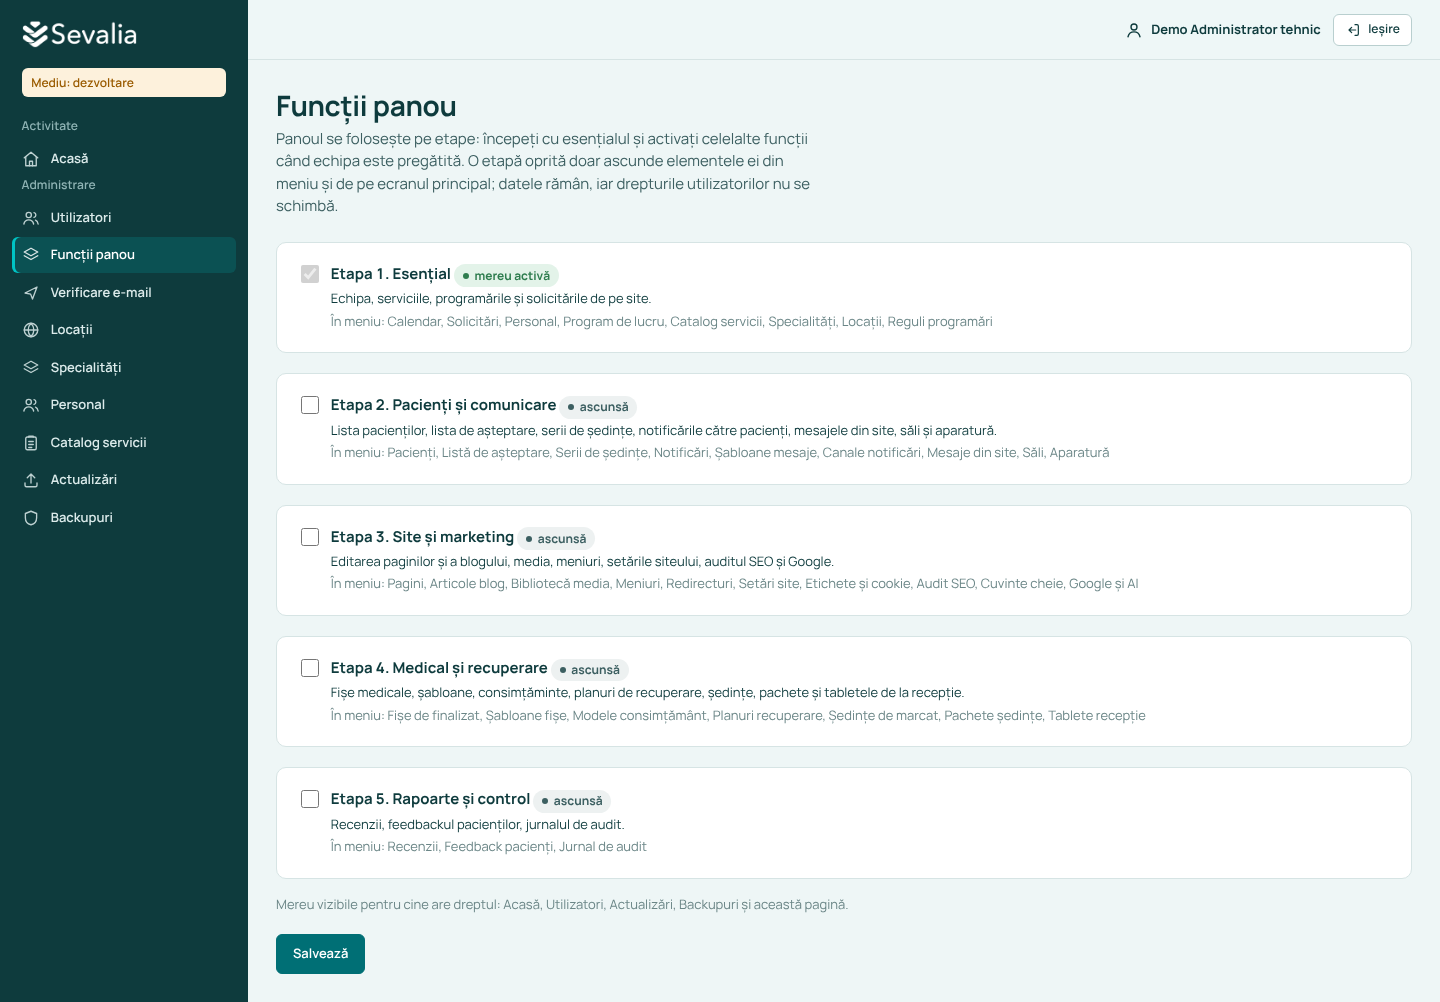 Sevalia
Mediu: dezvoltare
Activitate
Acasă
Administrare
Utilizatori
Funcții panou
Verificare e-mail
Locații
Specialități
Personal
Catalog servicii
Actualizări
Backupuri
Demo Administrator tehnic
Ieșire
Funcții panou
Panoul se folosește pe etape: începeți cu esențialul și activați celelalte funcții
când echipa este pregătită. O etapă oprită doar ascunde elementele ei din
meniu și de pe ecranul principal; datele rămân, iar drepturile utilizatorilor nu se
schimbă.
Etapa 1. Esențial mereu activă
Echipa, serviciile, programările și solicitările de pe site.
În meniu: Calendar, Solicitări, Personal, Program de lucru, Catalog servicii, Specialități, Locații, Reguli programări
Etapa 2. Pacienți și comunicare ascunsă
Lista pacienților, lista de așteptare, serii de ședințe, notificările către pacienți, mesajele din site, săli și aparatură.
În meniu: Pacienți, Listă de așteptare, Serii de ședințe, Notificări, Șabloane mesaje, Canale notificări, Mesaje din site, Săli, Aparatură
Etapa 3. Site și marketing ascunsă
Editarea paginilor și a blogului, media, meniuri, setările siteului, auditul SEO și Google.
În meniu: Pagini, Articole blog, Bibliotecă media, Meniuri, Redirecturi, Setări site, Etichete și cookie, Audit SEO, Cuvinte cheie, Google și AI
Etapa 4. Medical și recuperare ascunsă
Fișe medicale, șabloane, consimțăminte, planuri de recuperare, ședințe, pachete și tabletele de la recepție.
În meniu: Fișe de finalizat, Șabloane fișe, Modele consimțământ, Planuri recuperare, Ședințe de marcat, Pachete ședințe, Tablete recepție
Etapa 5. Rapoarte și control ascunsă
Recenzii, feedbackul pacienților, jurnalul de audit.
În meniu: Recenzii, Feedback pacienți, Jurnal de audit
Mereu vizibile pentru cine are dreptul: Acasă, Utilizatori, Actualizări, Backupuri și această pagină.
Salvează